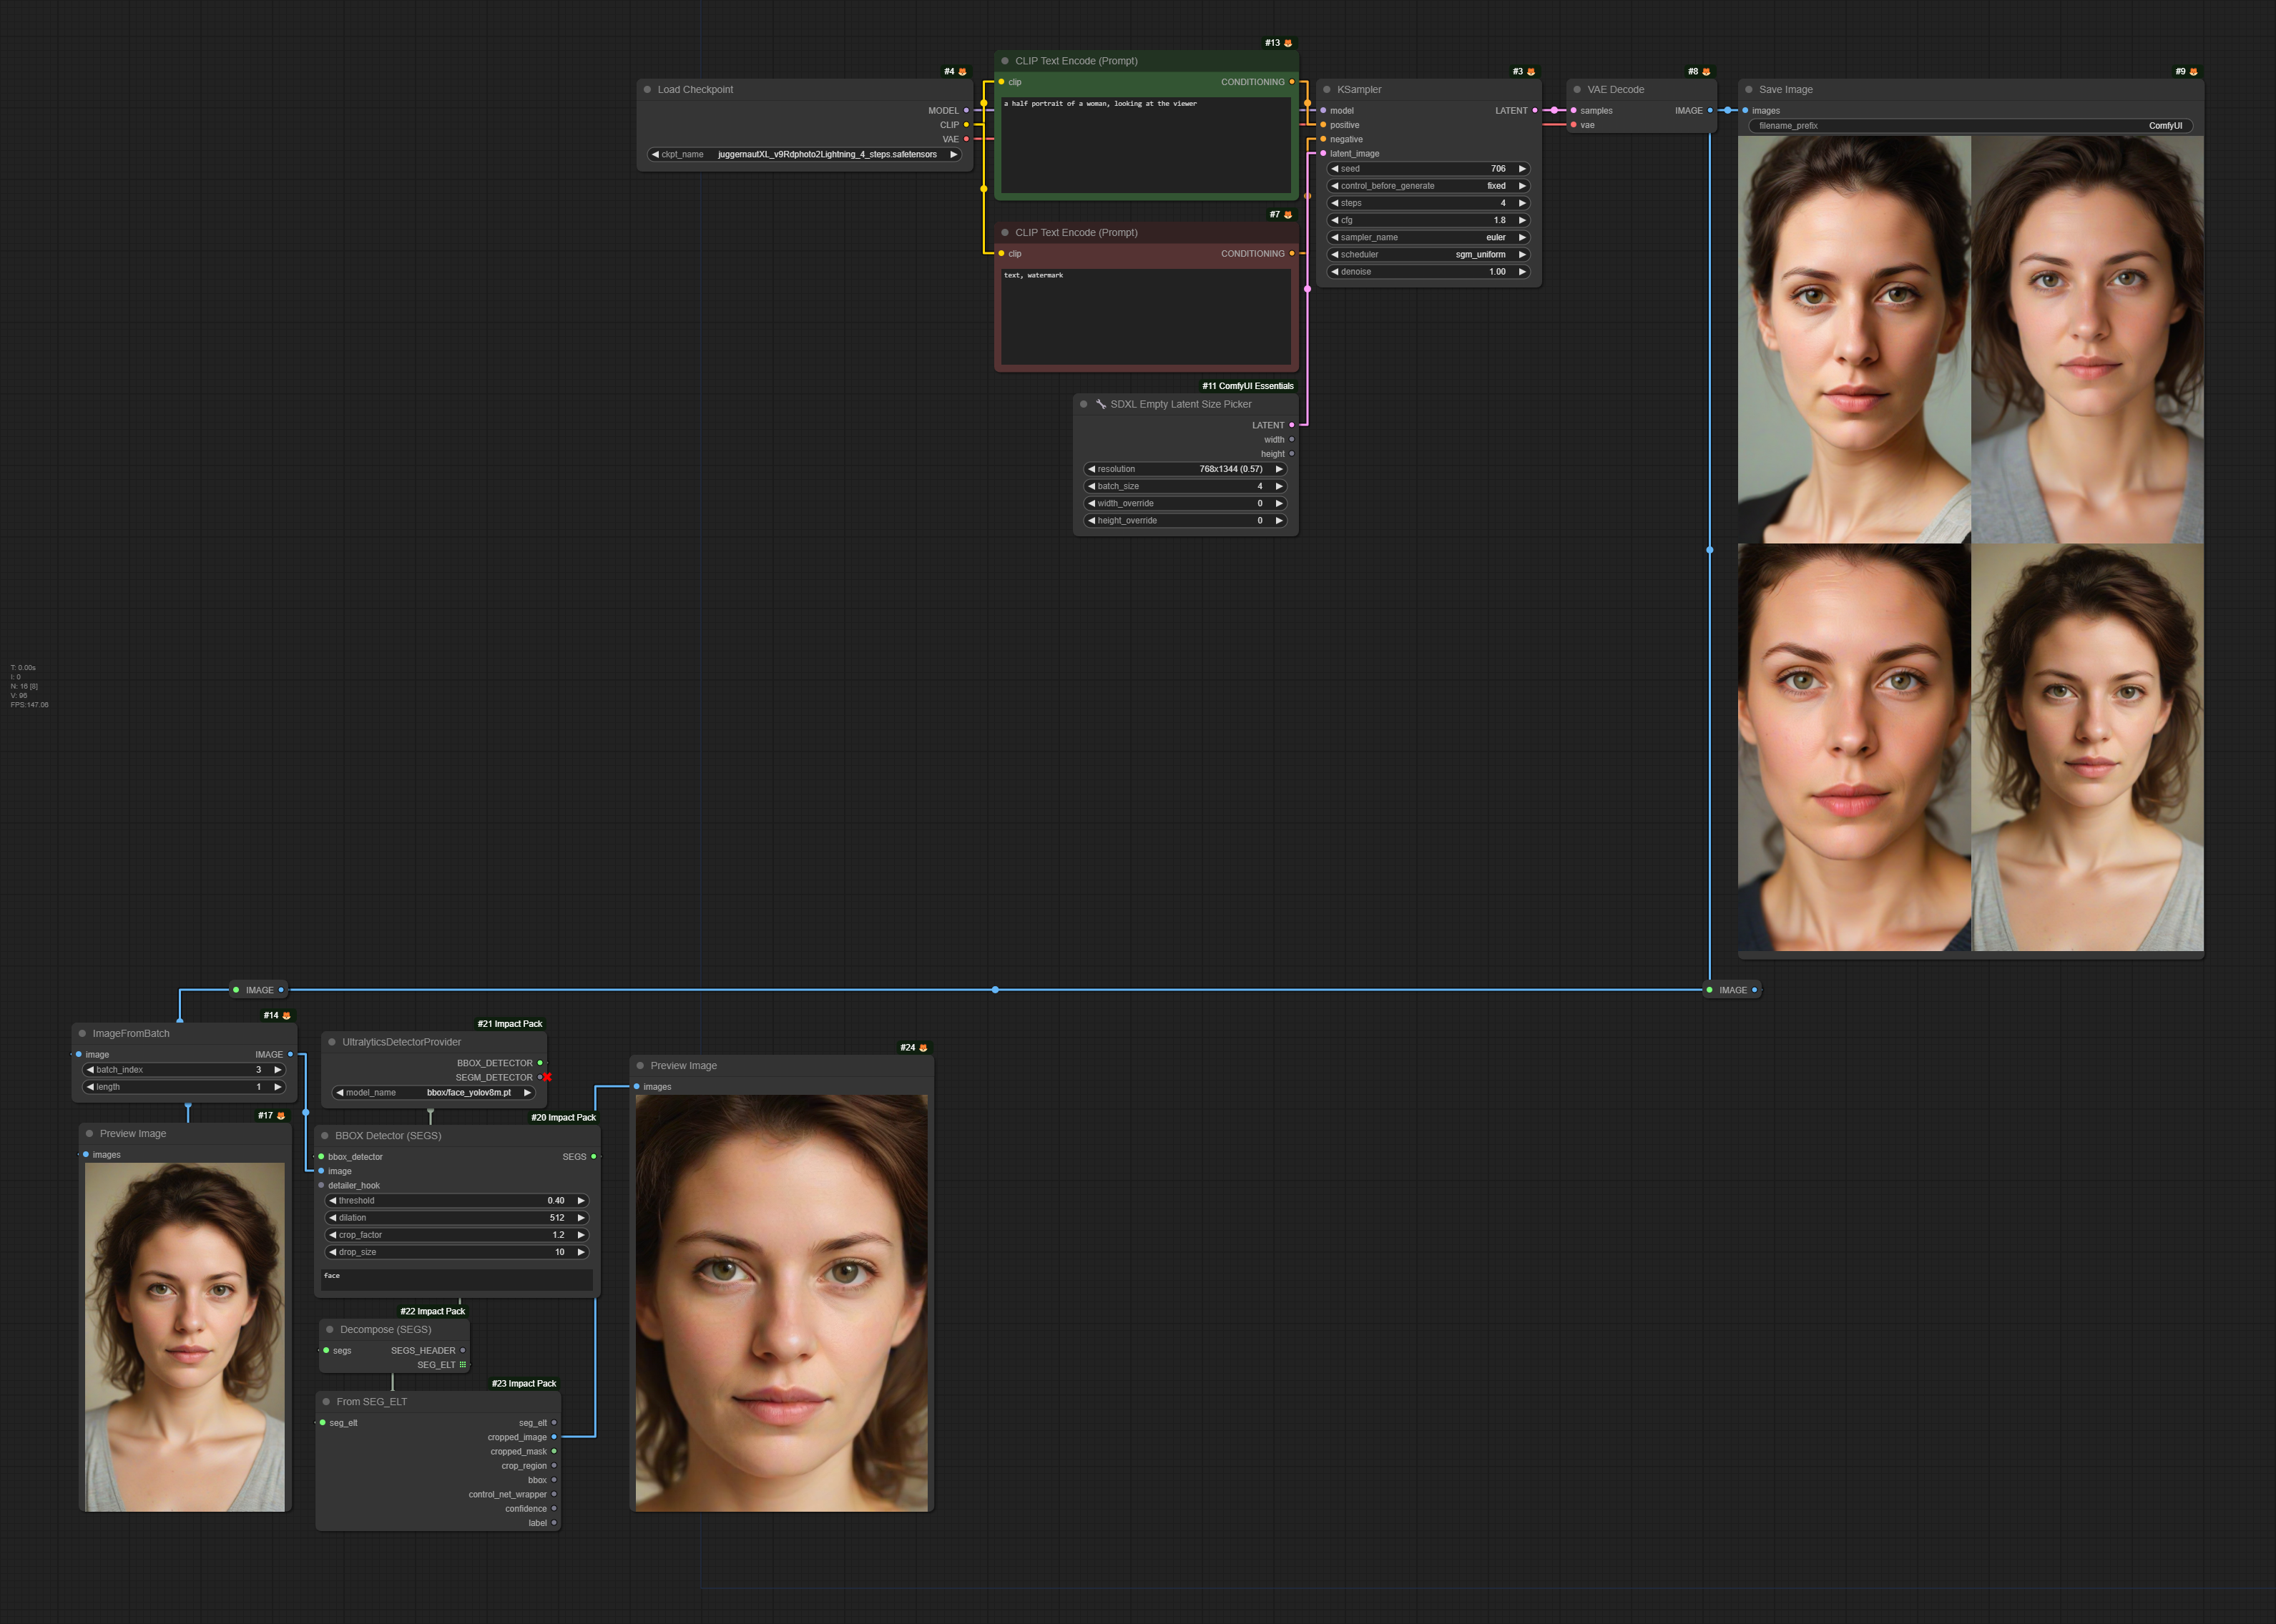 #4
Load Checkpoint
MODEL
CLIP
VAE
ckpt_name juggernautXL_v9Rdphoto2Lightning_4_steps.safetensors
#13
CLIP Text Encode (Prompt)
clip CONDITIONING
a half portrait of a woman, looking at the viewer
#7
CLIP Text Encode (Prompt)
clip CONDITIONING
text, watermark
#11 ComfyUI Essentials
SDXL Empty Latent Size Picker
LATENT
width
height
resolution 768x1344 (0.57)
batch_size 4
width_override 0
height_override 0
#3
KSampler
model LATENT
positive
negative
latent_image
seed 706
control_before_generate fixed
steps 4
cfg 1.8
sampler_name euler
scheduler sgm_uniform
denoise 1.00
#8
VAE Decode
samples IMAGE
vae
#9
Save Image
images
filename_prefix ComfyUI
T: 0.00s
I: 0
N: 16 [8]
V: 96
FPS:147.06
IMAGE
IMAGE
#14
ImageFromBatch
image IMAGE
batch_index 3
length 1
#17
Preview Image
images
#21 Impact Pack
UltralyticsDetectorProvider
BBOX_DETECTOR
SEGM_DETECTOR
model_name bbox/face_yolov8m.pt
#20 Impact Pack
BBOX Detector (SEGS)
bbox_detector SEGS
image
detailer_hook
threshold 0.40
dilation 512
crop_factor 1.2
drop_size 10
face
#22 Impact Pack
Decompose (SEGS)
segs SEGS_HEADER
SEG_ELT
#23 Impact Pack
From SEG_ELT
seg_elt seg_elt
cropped_image
cropped_mask
crop_region
bbox
control_net_wrapper
confidence
label
#24
Preview Image
images